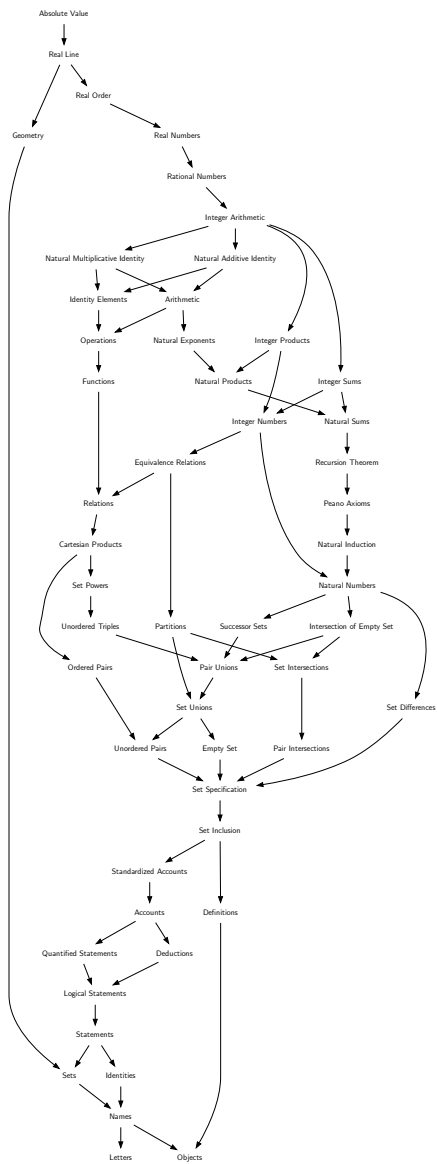 Absolute Value
Real Line
Real Order
Geometry
Real Numbers
Rational Numbers
Integer Arithmetic
Natural Multiplicative Identity
Natural Additive Identity
Identity Elements
Arithmetic
Operations
Natural Exponents
Integer Products
Functions
Natural Products
Integer Sums
Integer Numbers
Natural Sums
Equivalence Relations
Recursion Theorem
Relations
Peano Axioms
Cartesian Products
Natural Induction
Set Powers
Natural Numbers
Unordered Triples
Partitions
Successor Sets
Intersection of Empty Set
Ordered Pairs
Pair Unions
Set Intersections
Set Unions
Set Differences
Unordered Pairs
Empty Set
Pair Intersections
Set Specification
Set Inclusion
Standardized Accounts
Accounts
Definitions
Quantified Statements
Deductions
Logical Statements
Statements
Sets
Identities
Names
Letters
Objects